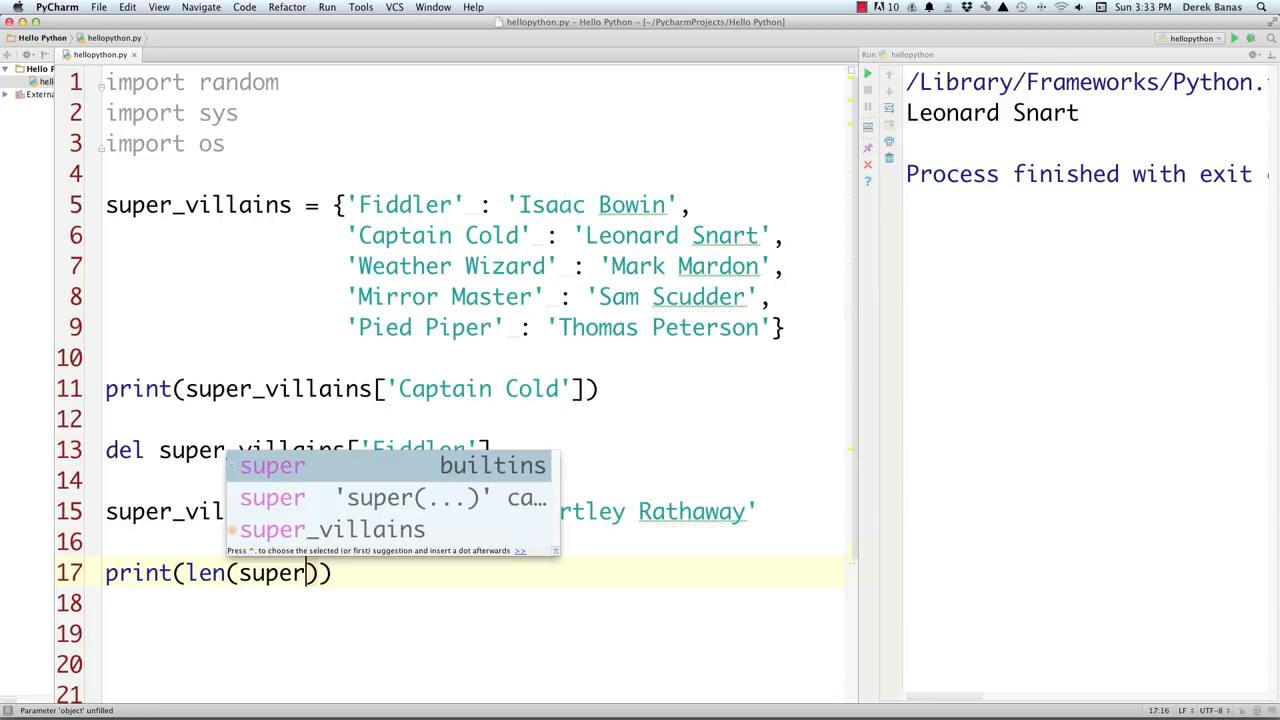 PyCharm File Edit View Navigate Code Refactor Run Tools VCS Window Help 10 Sun 3:33 PM Derek Banas
hellopython.py - Hello Python - [~/PycharmProjects/Hello Python]
Hello Python hellopython.py hellopython
hellopython.py × Run hellopython
Hello P
hell
Externa
1 import random
2 import sys
3 import os
4
5 super_villains = {'Fiddler' : 'Isaac Bowin',
6 'Captain Cold' : 'Leonard Snart',
7 'Weather Wizard' : 'Mark Mardon',
8 'Mirror Master' : 'Sam Scudder',
9 'Pied Piper' : 'Thomas Peterson'}
10
11 print(super_villains['Captain Cold'])
12
13 del super_villains['Fiddler']
14
15 super_vil rtley Rathaway'
16
17 print(len(super))
18
19
20
21
super builtins
super 'super(...)' ca…
super_villains
Press ^. to choose the selected (or first) suggestion and insert a dot afterwards >>
/Library/Frameworks/Python.
Leonard Snart
Process finished with exit
Parameter 'object' unfilled 17:16 LF UTF-8